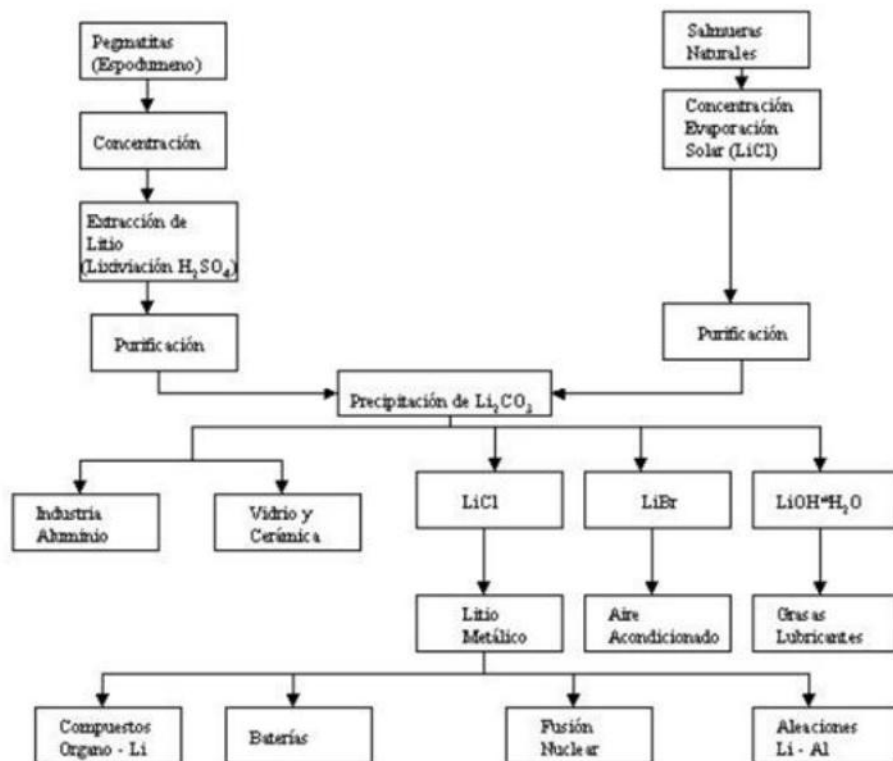 Pegmatitas
(Espodumeno)
Salmueras
Naturales
Concentración
Concentración
Evaporación
Solar (LiCl)
Extracción de
Litio
(Lixiviación H₂SO₄)
Purificación
Purificación
Precipitación de Li₂CO₃
Industria
Aluminio
Vidrio y
Cerámica
LiCl
LiBr
LiOH*H₂O
Litio
Metálico
Aire
Acondicionado
Grasas
Lubricantes
Compuestos
Organo - Li
Baterías
Fusión
Nuclear
Aleaciones
Li - Al